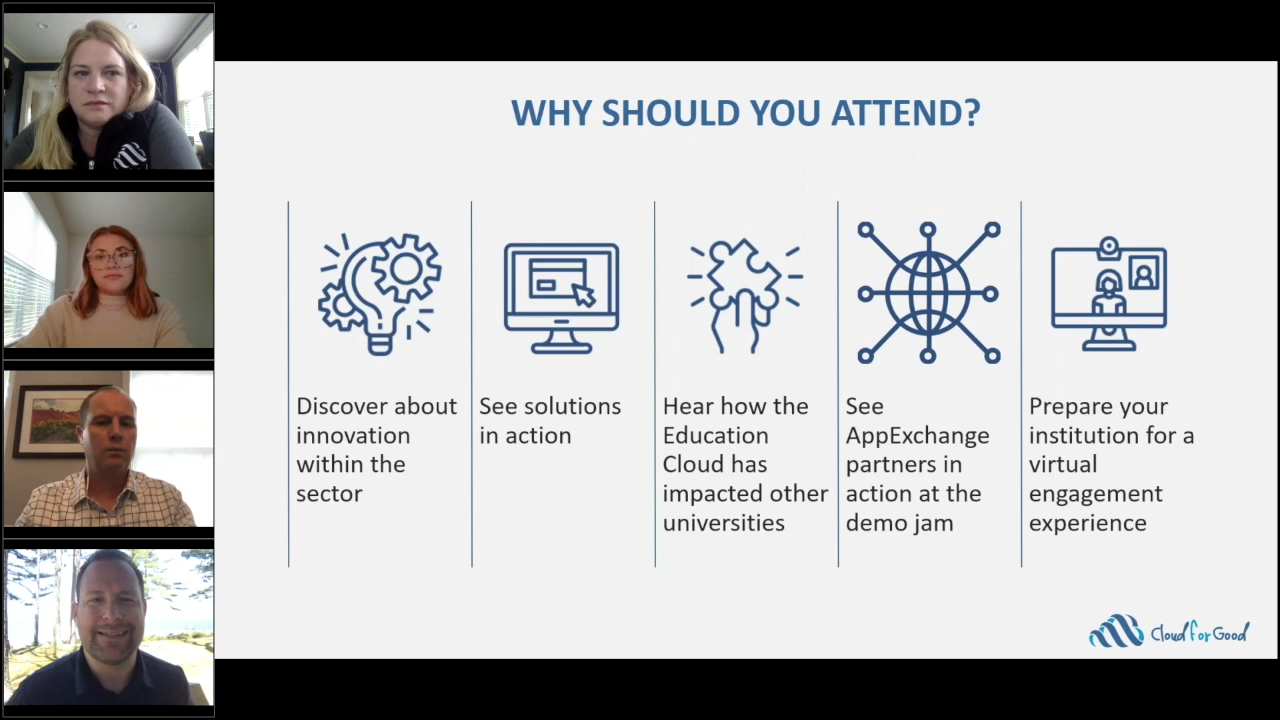 WHY SHOULD YOU ATTEND?
Discover about
innovation
within the
sector
See solutions
in action
Hear how the
Education
Cloud has
impacted other
universities
See
AppExchange
partners in
action at the
demo jam
Prepare your
institution for a
virtual
engagement
experience
Cloud for Good